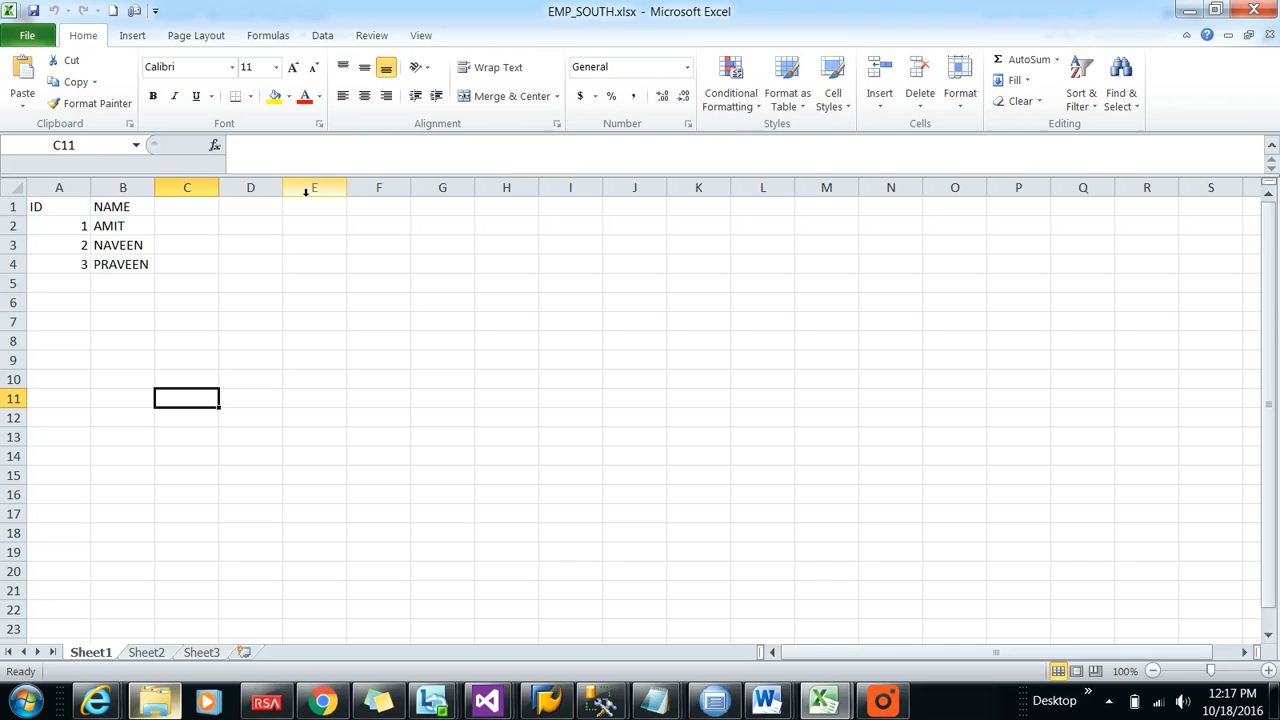 EMP_SOUTH.xlsx - Microsoft Excel
File Home Insert Page Layout Formulas Data Review View
Paste
Cut
Copy
Format Painter
Clipboard
Calibri 11
B I U A
Font
Wrap Text
Merge & Center
Alignment
General
$ % ,
Number
Conditional Formatting
Format as Table
Cell Styles
Styles
Insert Delete Format
Cells
Σ AutoSum
Fill
Clear
Sort & Filter
Find & Select
Editing
C11 fx
A B C D E F G H I J K L M N O P Q R S
1 ID NAME
2 1 AMIT
3 2 NAVEEN
4 3 PRAVEEN
5
6
7
8
9
10
11
12
13
14
15
16
17
18
19
20
21
22
23
Sheet1 Sheet2 Sheet3
Ready 100%
RSA Desktop 12:17 PM
10/18/2016